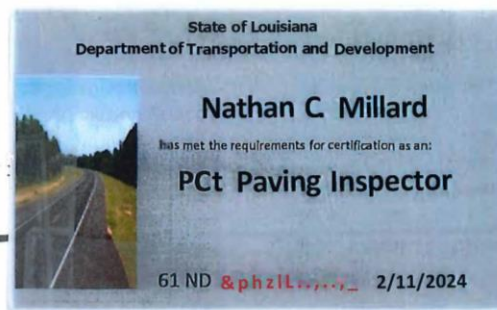 State of Louisiana
Department of Transportation and Development
Nathan C. Millard
has met the requirements for certification as an:
PCt Paving Inspector
61 ND &phzlL..,..,_ 2/11/2024